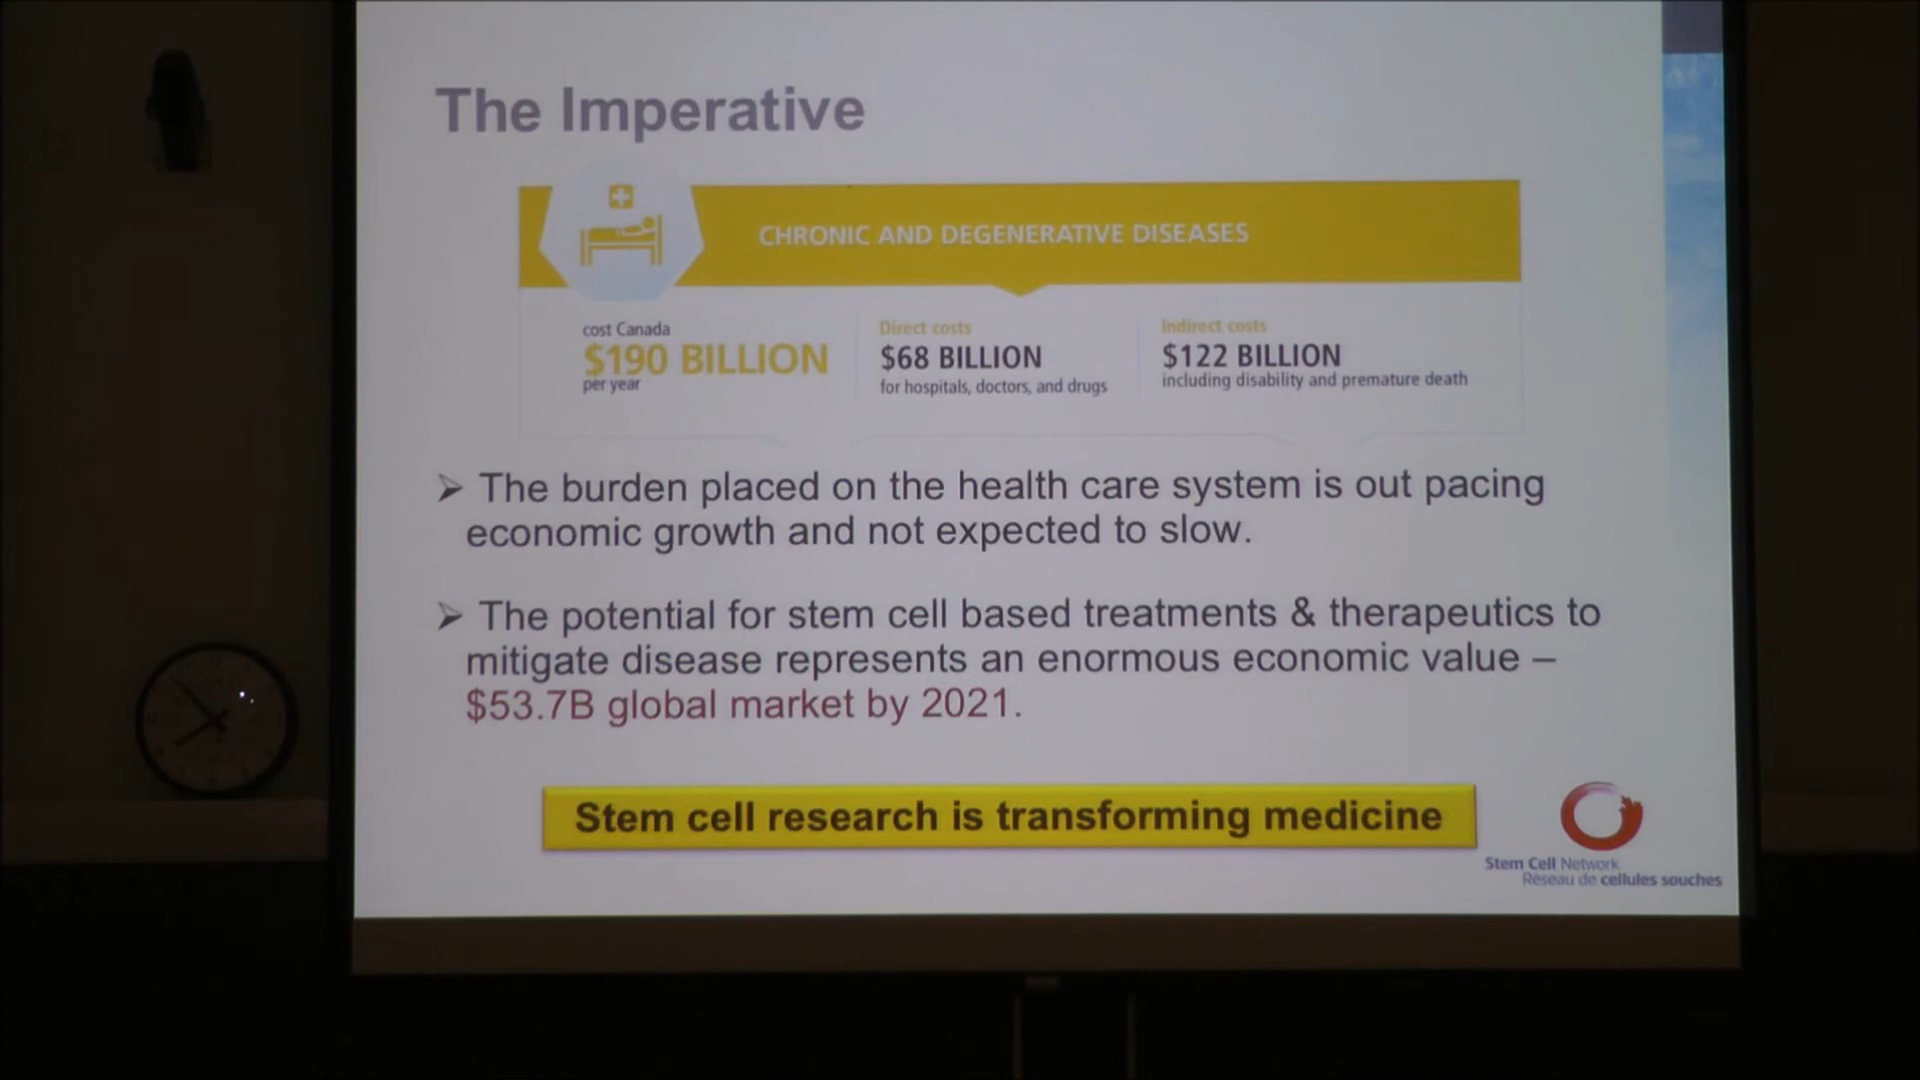 The Imperative
CHRONIC AND DEGENERATIVE DISEASES
cost Canada
$190 BILLION
per year
Direct costs
$68 BILLION
for hospitals, doctors, and drugs
Indirect costs
$122 BILLION
including disability and premature death
➢ The burden placed on the health care system is out pacing
economic growth and not expected to slow.
➢ The potential for stem cell based treatments & therapeutics to
mitigate disease represents an enormous economic value –
$53.7B global market by 2021.
Stem cell research is transforming medicine
Stem Cell Network
Réseau de cellules souches